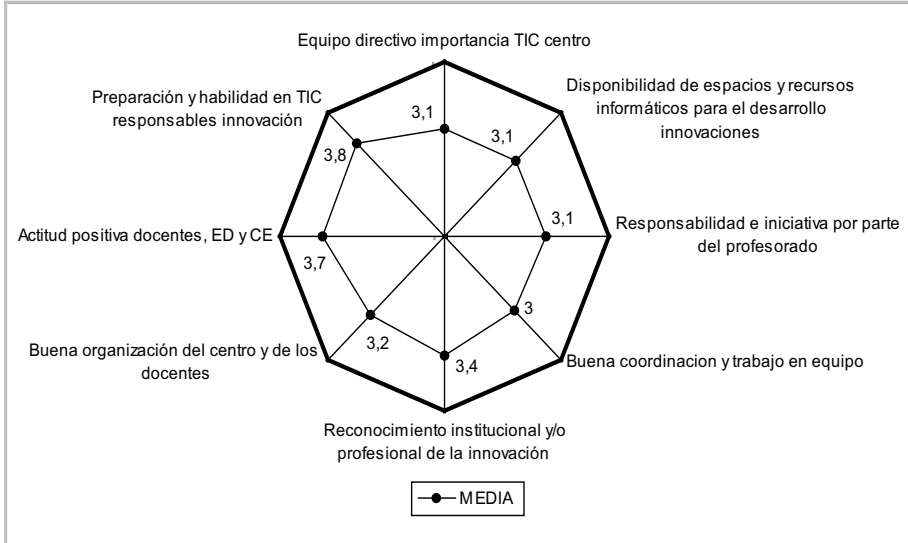 Equipo directivo importancia TIC centro
Disponibilidad de espacios y recursos
informáticos para el desarrollo
innovaciones
Preparación y habilidad en TIC
responsables innovación
3,1
3,1
3,8
Responsabilidad e iniciativa por parte
del profesorado
3,1
Actitud positiva docentes, ED y CE
3,7
3
Buena organización del centro y de los
docentes
3,2
3,4
Buena coordinacion y trabajo en equipo
Reconocimiento institucional y/o
profesional de la innovación
MEDIA